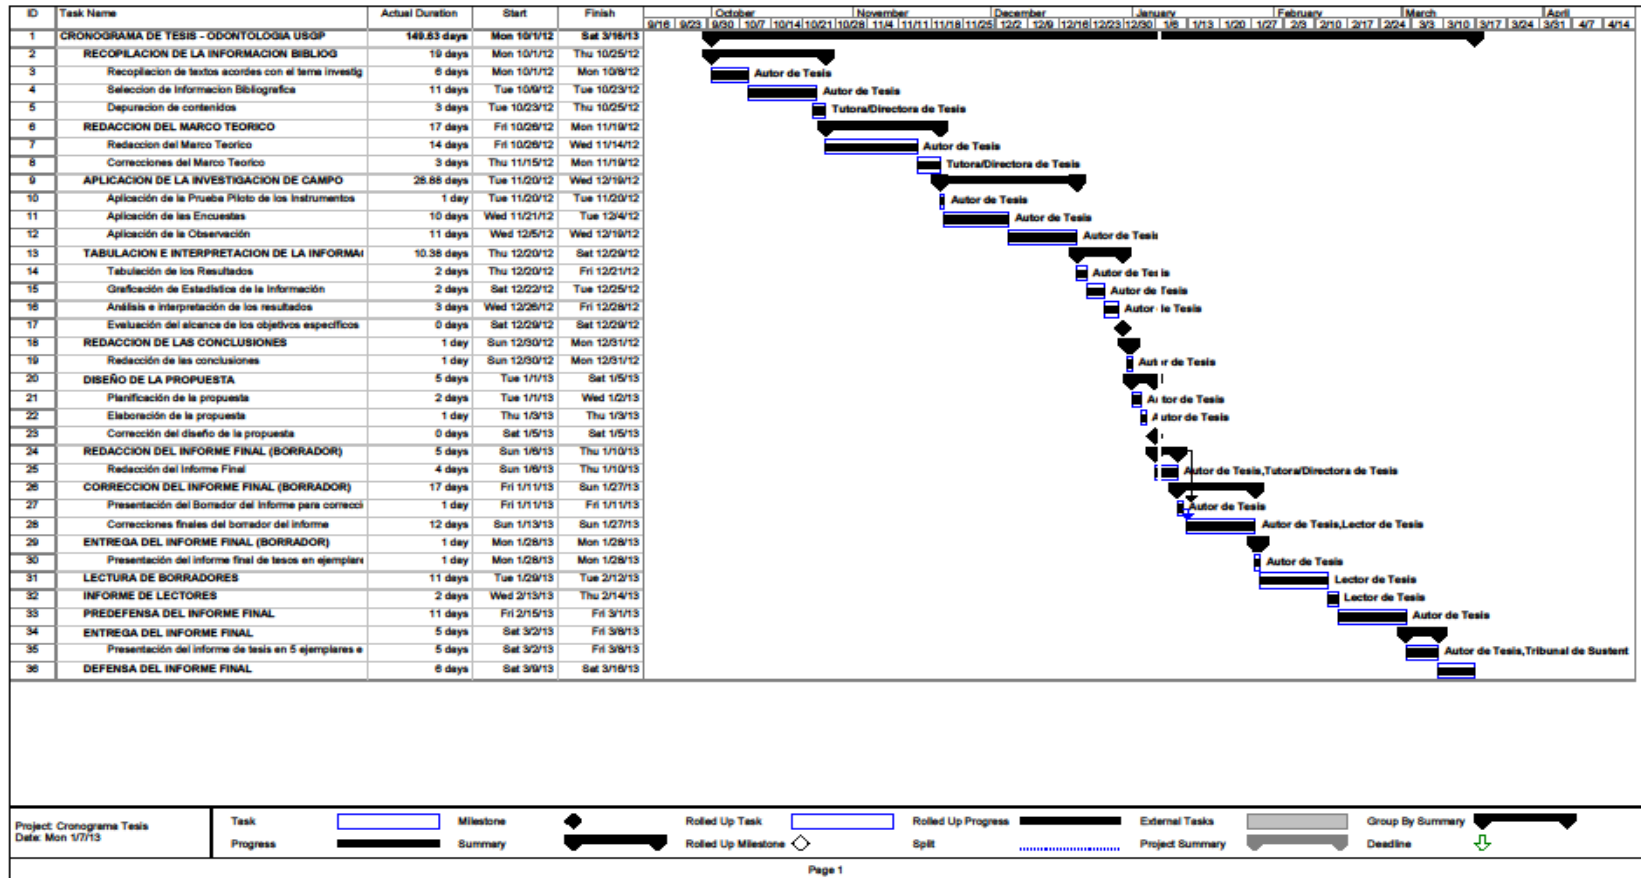 ID Task Name Actual Duration Start Finish October November December January February March April
9/16 9/23 9/30 10/7 10/14 10/21 10/28 11/4 11/11 11/18 11/25 12/2 12/9 12/16 12/23 12/30 1/6 1/13 1/20 1/27 2/3 2/10 2/17 2/24 3/3 3/10 3/17 3/24 3/31 4/7 4/14
1 CRONOGRAMA DE TESIS - ODONTOLOGIA USGP 149.63 days Mon 10/1/12 Sat 3/16/13
2 RECOPILACION DE LA INFORMACION BIBLIOG 19 days Mon 10/1/12 Thu 10/25/12
3 Recopilacion de textos acordes con el tema investig 6 days Mon 10/1/12 Mon 10/8/12 Autor de Tesis
4 Seleccion de Informacion Bibliografica 11 days Tue 10/9/12 Tue 10/23/12 Autor de Tesis
5 Depuracion de contenidos 3 days Tue 10/23/12 Thu 10/25/12 Tutora/Directora de Tesis
6 REDACCION DEL MARCO TEORICO 17 days Fri 10/26/12 Mon 11/19/12
7 Redaccion del Marco Teorico 14 days Fri 10/26/12 Wed 11/14/12 Autor de Tesis
8 Correcciones del Marco Teorico 3 days Thu 11/15/12 Mon 11/19/12 Tutora/Directora de Tesis
9 APLICACION DE LA INVESTIGACION DE CAMPO 28.88 days Tue 11/20/12 Wed 12/19/12
10 Aplicación de la Prueba Piloto de los Instrumentos 1 day Tue 11/20/12 Tue 11/20/12 Autor de Tesis
11 Aplicación de las Encuestas 10 days Wed 11/21/12 Tue 12/4/12 Autor de Tesis
12 Aplicación de la Observación 11 days Wed 12/5/12 Wed 12/19/12 Autor de Tesis
13 TABULACION E INTERPRETACION DE LA INFORMA 10.38 days Thu 12/20/12 Sat 12/29/12
14 Tabulación de los Resultados 2 days Thu 12/20/12 Fri 12/21/12 Autor de Tesis
15 Graficación de Estadistica de la Información 2 days Sat 12/22/12 Tue 12/25/12 Autor de Tesis
16 Análisis e interpretación de los resultados 3 days Wed 12/26/12 Fri 12/28/12 Autor de Tesis
17 Evaluación del alcance de los objetivos específicos 0 days Sat 12/29/12 Sat 12/29/12
18 REDACCION DE LAS CONCLUSIONES 1 day Sun 12/30/12 Mon 12/31/12
19 Redacción de las conclusiones 1 day Sun 12/30/12 Mon 12/31/12 Autor de Tesis
20 DISEÑO DE LA PROPUESTA 5 days Tue 1/1/13 Sat 1/5/13
21 Planificación de la propuesta 2 days Tue 1/1/13 Wed 1/2/13 Autor de Tesis
22 Elaboración de la propuesta 1 day Thu 1/3/13 Thu 1/3/13 Autor de Tesis
23 Corrección del diseño de la propuesta 0 days Sat 1/5/13 Sat 1/5/13
24 REDACCION DEL INFORME FINAL (BORRADOR) 5 days Sun 1/6/13 Thu 1/10/13
25 Redacción del Informe Final 4 days Sun 1/6/13 Thu 1/10/13 Autor de Tesis,Tutora/Directora de Tesis
26 CORRECCION DEL INFORME FINAL (BORRADOR) 17 days Fri 1/11/13 Sun 1/27/13
27 Presentación del Borrador del Informe para correcci 1 day Fri 1/11/13 Fri 1/11/13 Autor de Tesis
28 Correcciones finales del borrador del informe 12 days Sun 1/13/13 Sun 1/27/13 Autor de Tesis,Lector de Tesis
29 ENTREGA DEL INFORME FINAL (BORRADOR) 1 day Mon 1/28/13 Mon 1/28/13
30 Presentación del informe final de tesos en ejemplare 1 day Mon 1/28/13 Mon 1/28/13 Autor de Tesis
31 LECTURA DE BORRADORES 11 days Tue 1/29/13 Tue 2/12/13 Lector de Tesis
32 INFORME DE LECTORES 2 days Wed 2/13/13 Thu 2/14/13 Lector de Tesis
33 PREDEFENSA DEL INFORME FINAL 11 days Fri 2/15/13 Fri 3/1/13 Autor de Tesis
34 ENTREGA DEL INFORME FINAL 5 days Sat 3/2/13 Fri 3/8/13
35 Presentación del informe de tesis en 5 ejemplares e 5 days Sat 3/2/13 Fri 3/8/13 Autor de Tesis,Tribunal de Sustent
36 DEFENSA DEL INFORME FINAL 6 days Sat 3/9/13 Sat 3/16/13
Project: Cronograma Tesis
Date: Mon 1/7/13
Task Milestone Rolled Up Task Rolled Up Progress External Tasks Group By Summary
Progress Summary Rolled Up Milestone Split Project Summary Deadline
Page 1